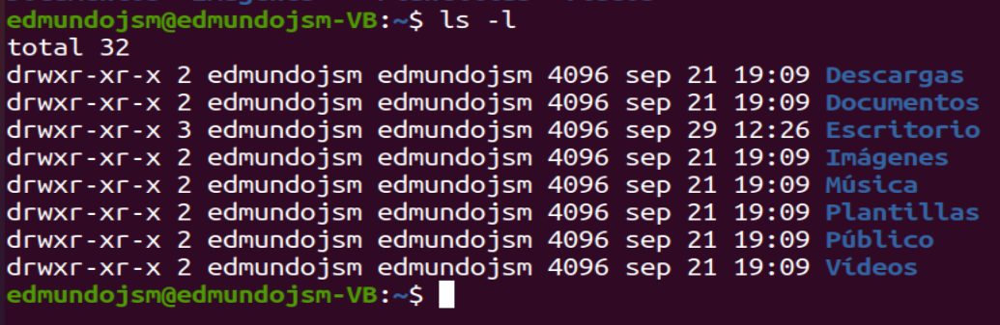 edmundojsm@edmundojsm-VB:~$ ls -l
total 32
drwxr-xr-x 2 edmundojsm edmundojsm 4096 sep 21 19:09 Descargas
drwxr-xr-x 2 edmundojsm edmundojsm 4096 sep 21 19:09 Documentos
drwxr-xr-x 3 edmundojsm edmundojsm 4096 sep 29 12:26 Escritorio
drwxr-xr-x 2 edmundojsm edmundojsm 4096 sep 21 19:09 Imágenes
drwxr-xr-x 2 edmundojsm edmundojsm 4096 sep 21 19:09 Música
drwxr-xr-x 2 edmundojsm edmundojsm 4096 sep 21 19:09 Plantillas
drwxr-xr-x 2 edmundojsm edmundojsm 4096 sep 21 19:09 Público
drwxr-xr-x 2 edmundojsm edmundojsm 4096 sep 21 19:09 Vídeos
edmundojsm@edmundojsm-VB:~$